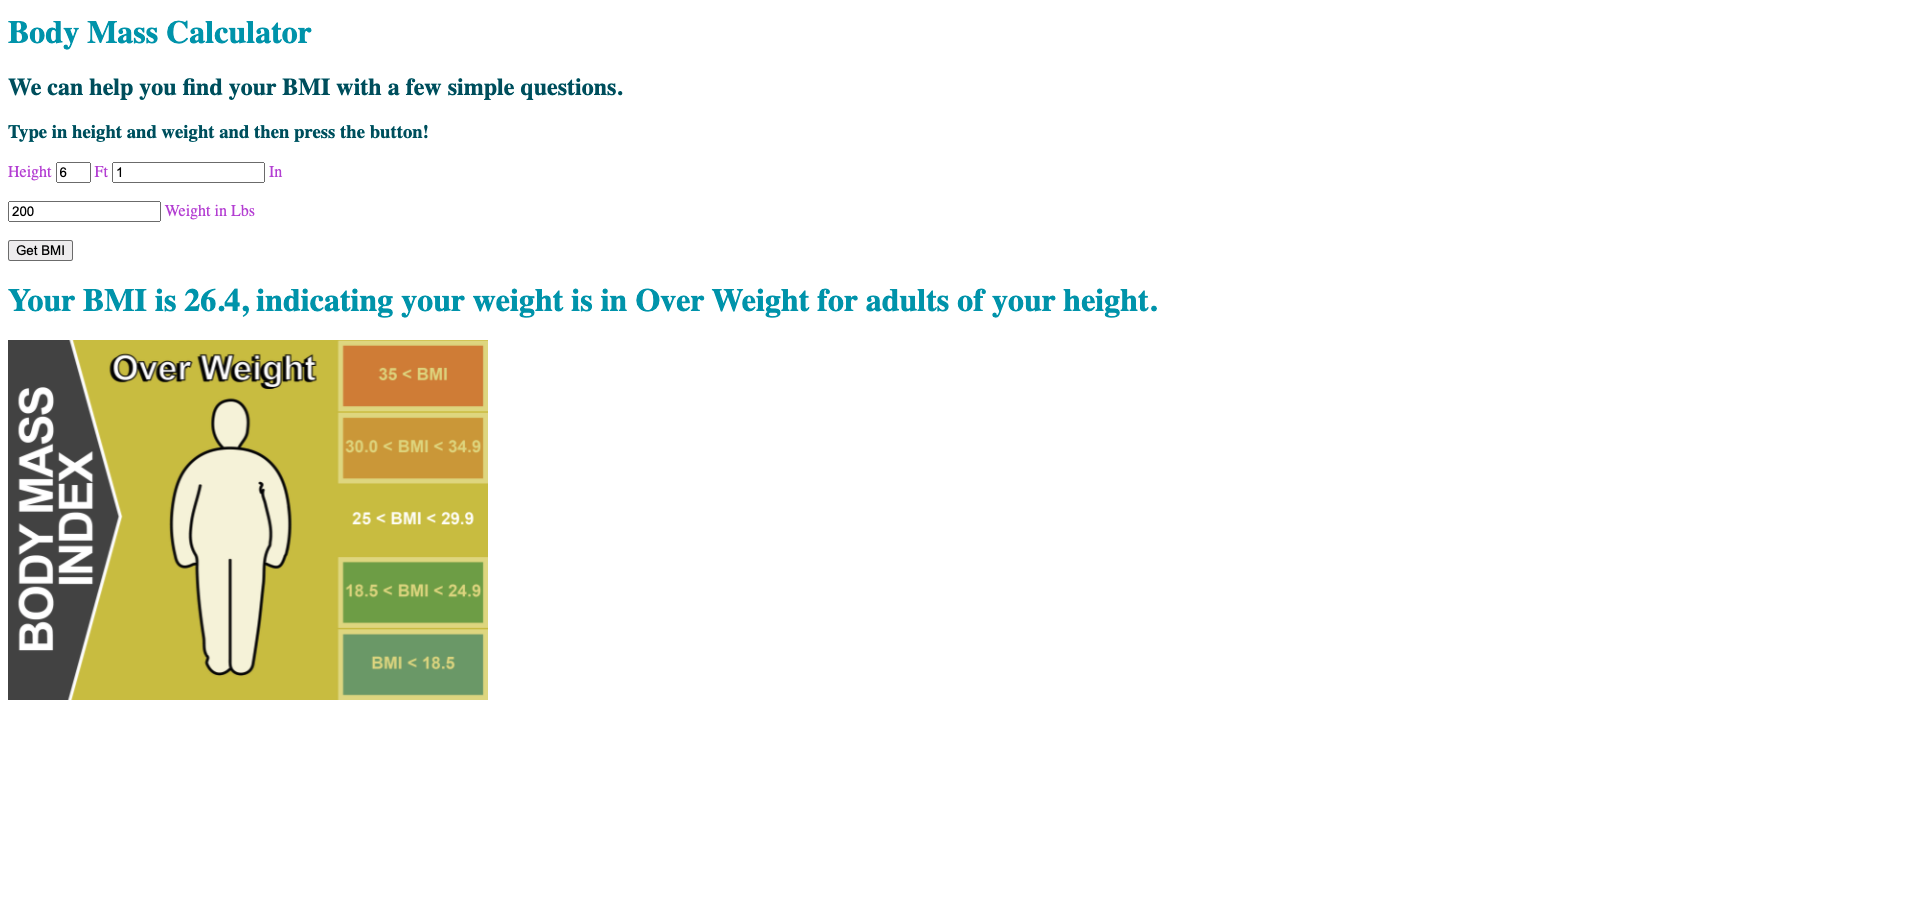 Body Mass Calculator
We can help you find your BMI with a few simple questions.
Type in height and weight and then press the button!
Height 6 Ft 1 In
200 Weight in Lbs
Get BMI
Your BMI is 26.4, indicating your weight is in Over Weight for adults of your height.
BODY MASS
INDEX
Over Weight
35 < BMI
30.0 < BMI < 34.9
25 < BMI < 29.9
18.5 < BMI < 24.9
BMI < 18.5